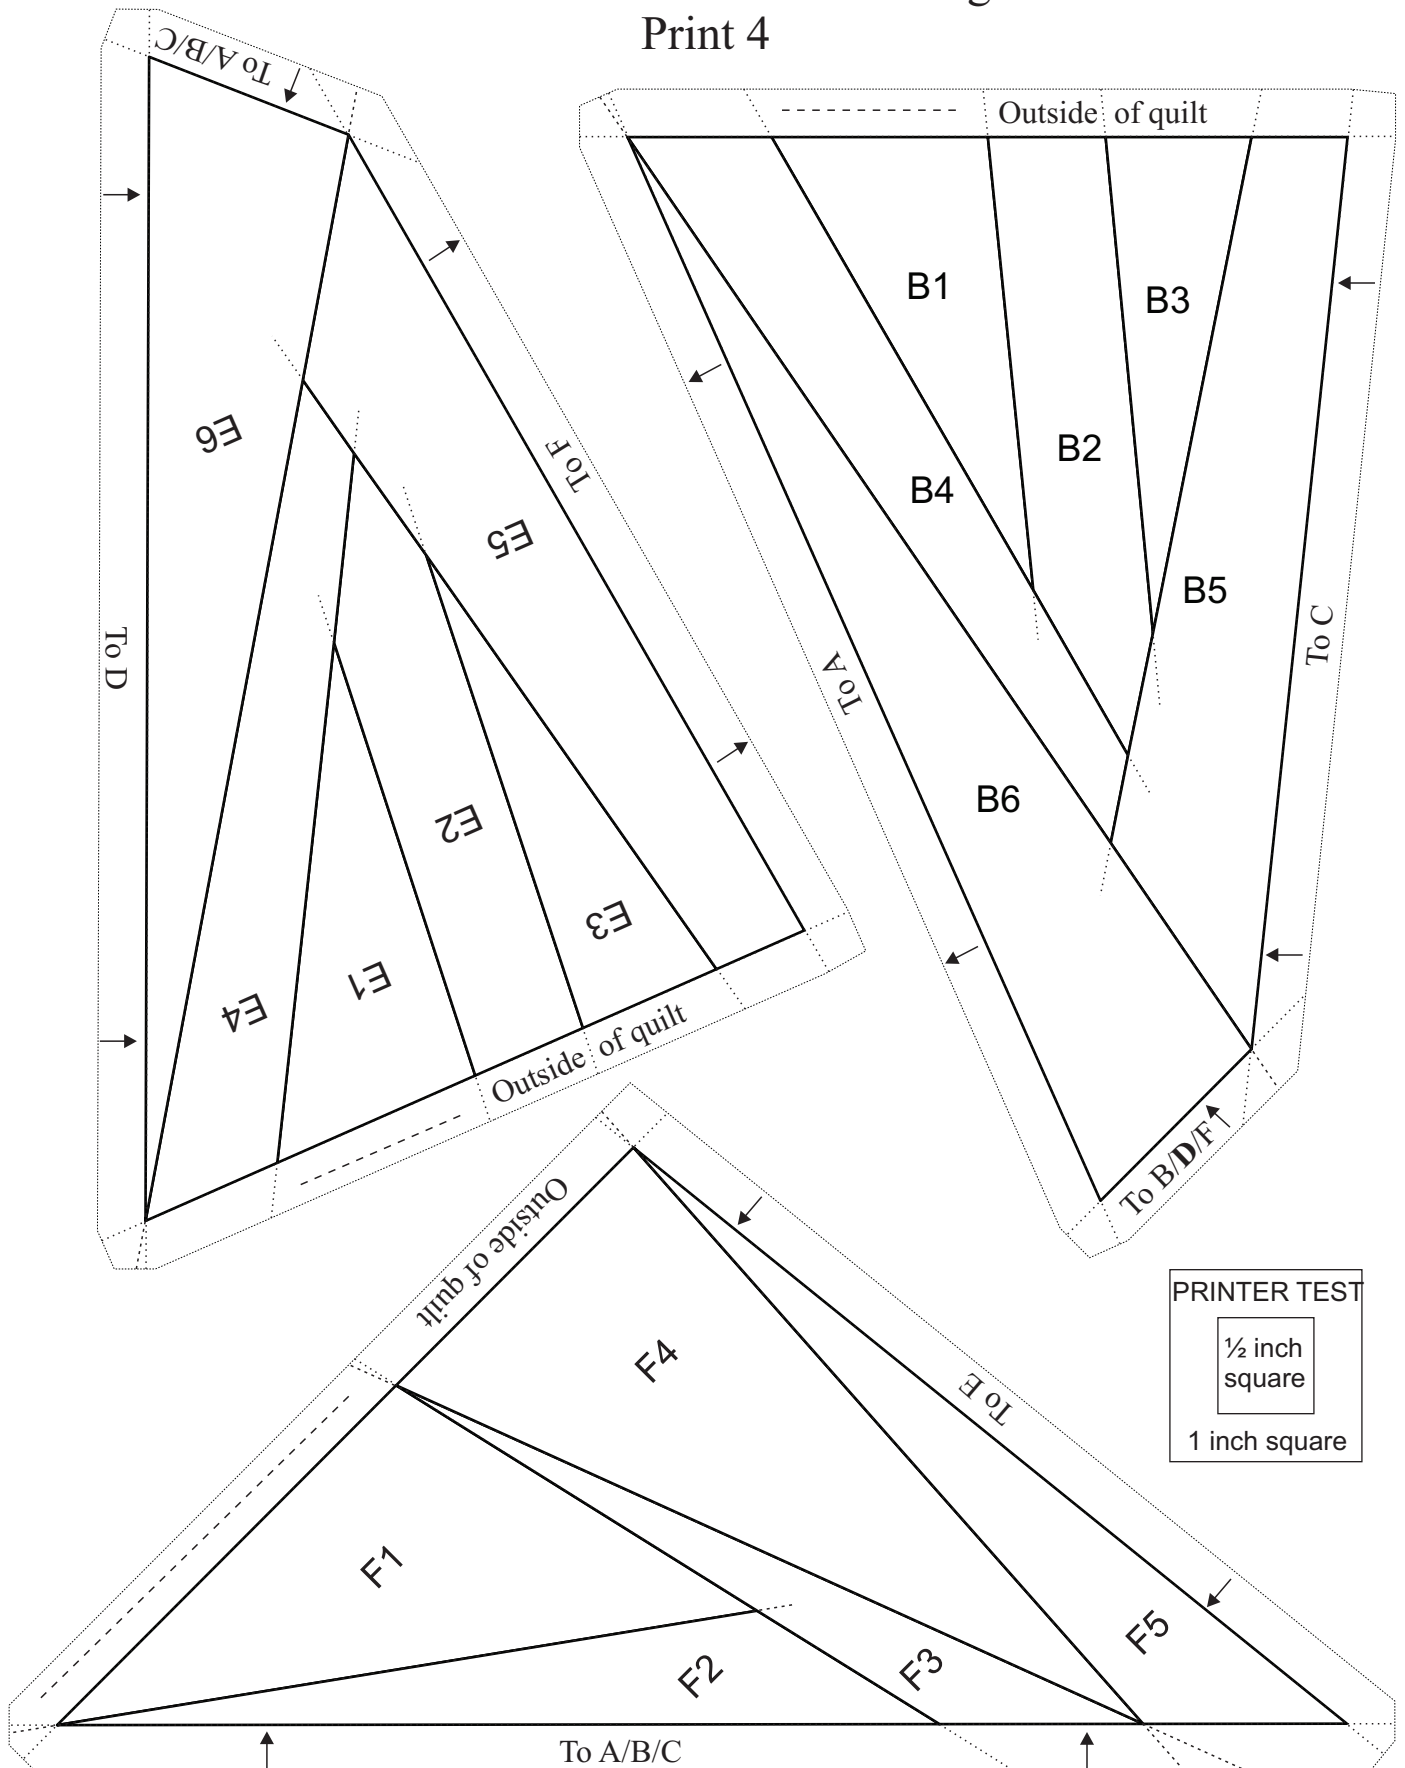 Print 4
To A/B/C
Outside of quilt
B1
B3
E6
To F
B2
B4
E5
B5
To D
To C
To A
B6
E2
E3
E1
E4
Outside of quilt
To B/D/F
Outside of quilt
PRINTER TEST
½ inch
square
1 inch square
F4
To E
F1
F5
F2
F3
To A/B/C